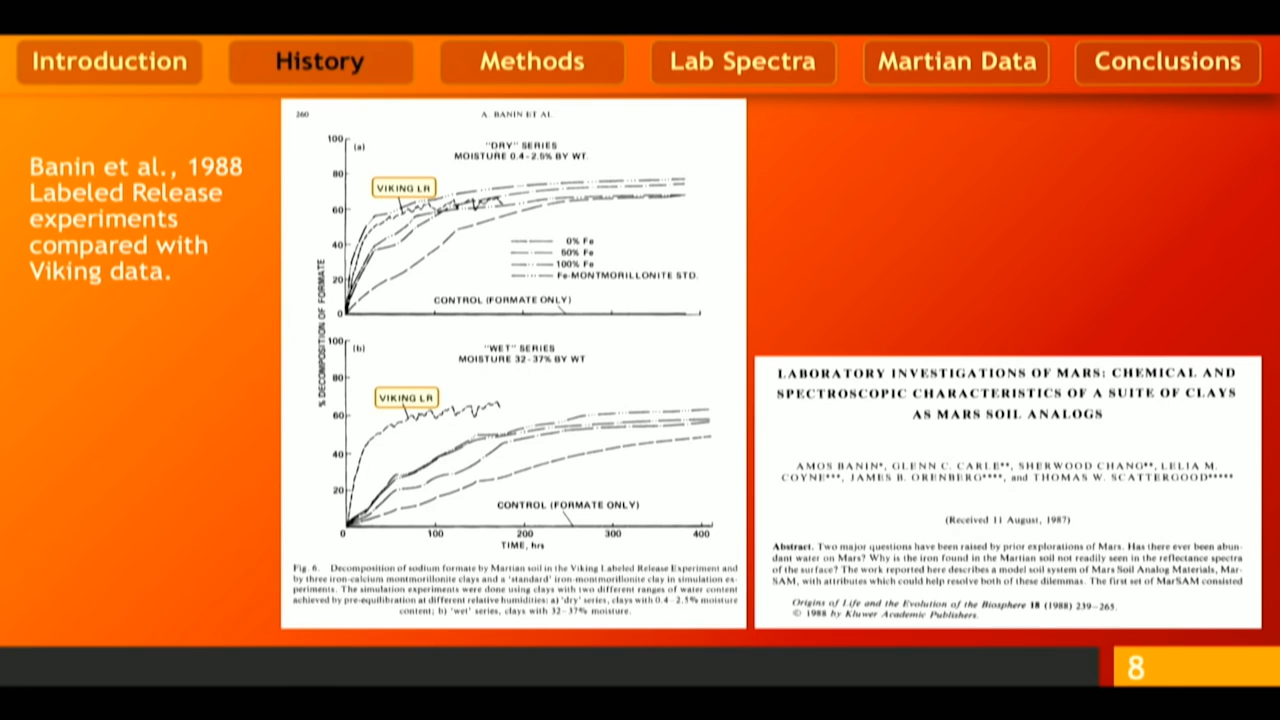 Introduction
History
Methods
Lab Spectra
Martian Data
Conclusions
Banin et al., 1988
Labeled Release
experiments
compared with
Viking data.
260
A. BANIN ET AL.
% DECOMPOSITION OF FORMATE
100
80
60
40
20
0
(a)
"DRY" SERIES
MOISTURE 0.4-2.5% BY WT.
VIKING LR
0% Fe
50% Fe
100% Fe
Fe-MONTMORILLONITE STD.
CONTROL (FORMATE ONLY)
100
80
60
40
20
(b)
"WET" SERIES
MOISTURE 32-37% BY WT
VIKING LR
CONTROL (FORMATE ONLY)
0 100 200 300 400
TIME, hrs
Fig. 6. Decomposition of sodium formate by Martian soil in the Viking Labeled Release Experiment and
by three iron-calcium montmorillonite clays and a 'standard' iron-montmorillonite clay in simulation ex-
periments. The simulation experiments were done using clays with two different ranges of water content
achieved by pre-equilibration at different relative humidities: a) 'dry' series, clays with 0.4-2.5% moisture
content; b) 'wet' series, clays with 32-37% moisture.
LABORATORY INVESTIGATIONS OF MARS: CHEMICAL AND
SPECTROSCOPIC CHARACTERISTICS OF A SUITE OF CLAYS
AS MARS SOIL ANALOGS
AMOS BANIN*, GLENN C. CARLE**, SHERWOOD CHANG**, LELIA M.
COYNE***, JAMES B. ORENBERG****, and THOMAS W. SCATTERGOOD*****
(Received 11 August, 1987)
Abstract. Two major questions have been raised by prior explorations of Mars. Has there ever been abun-
dant water on Mars? Why is the iron found in the Martian soil not readily seen in the reflectance spectra
of the surface? The work reported here describes a model soil system of Mars Soil Analog Materials, Mar-
SAM, with attributes which could help resolve both of these dilemmas. The first set of MarSAM consisted
Origins of Life and the Evolution of the Biosphere 18 (1988) 239-265.
© 1988 by Kluwer Academic Publishers.
8